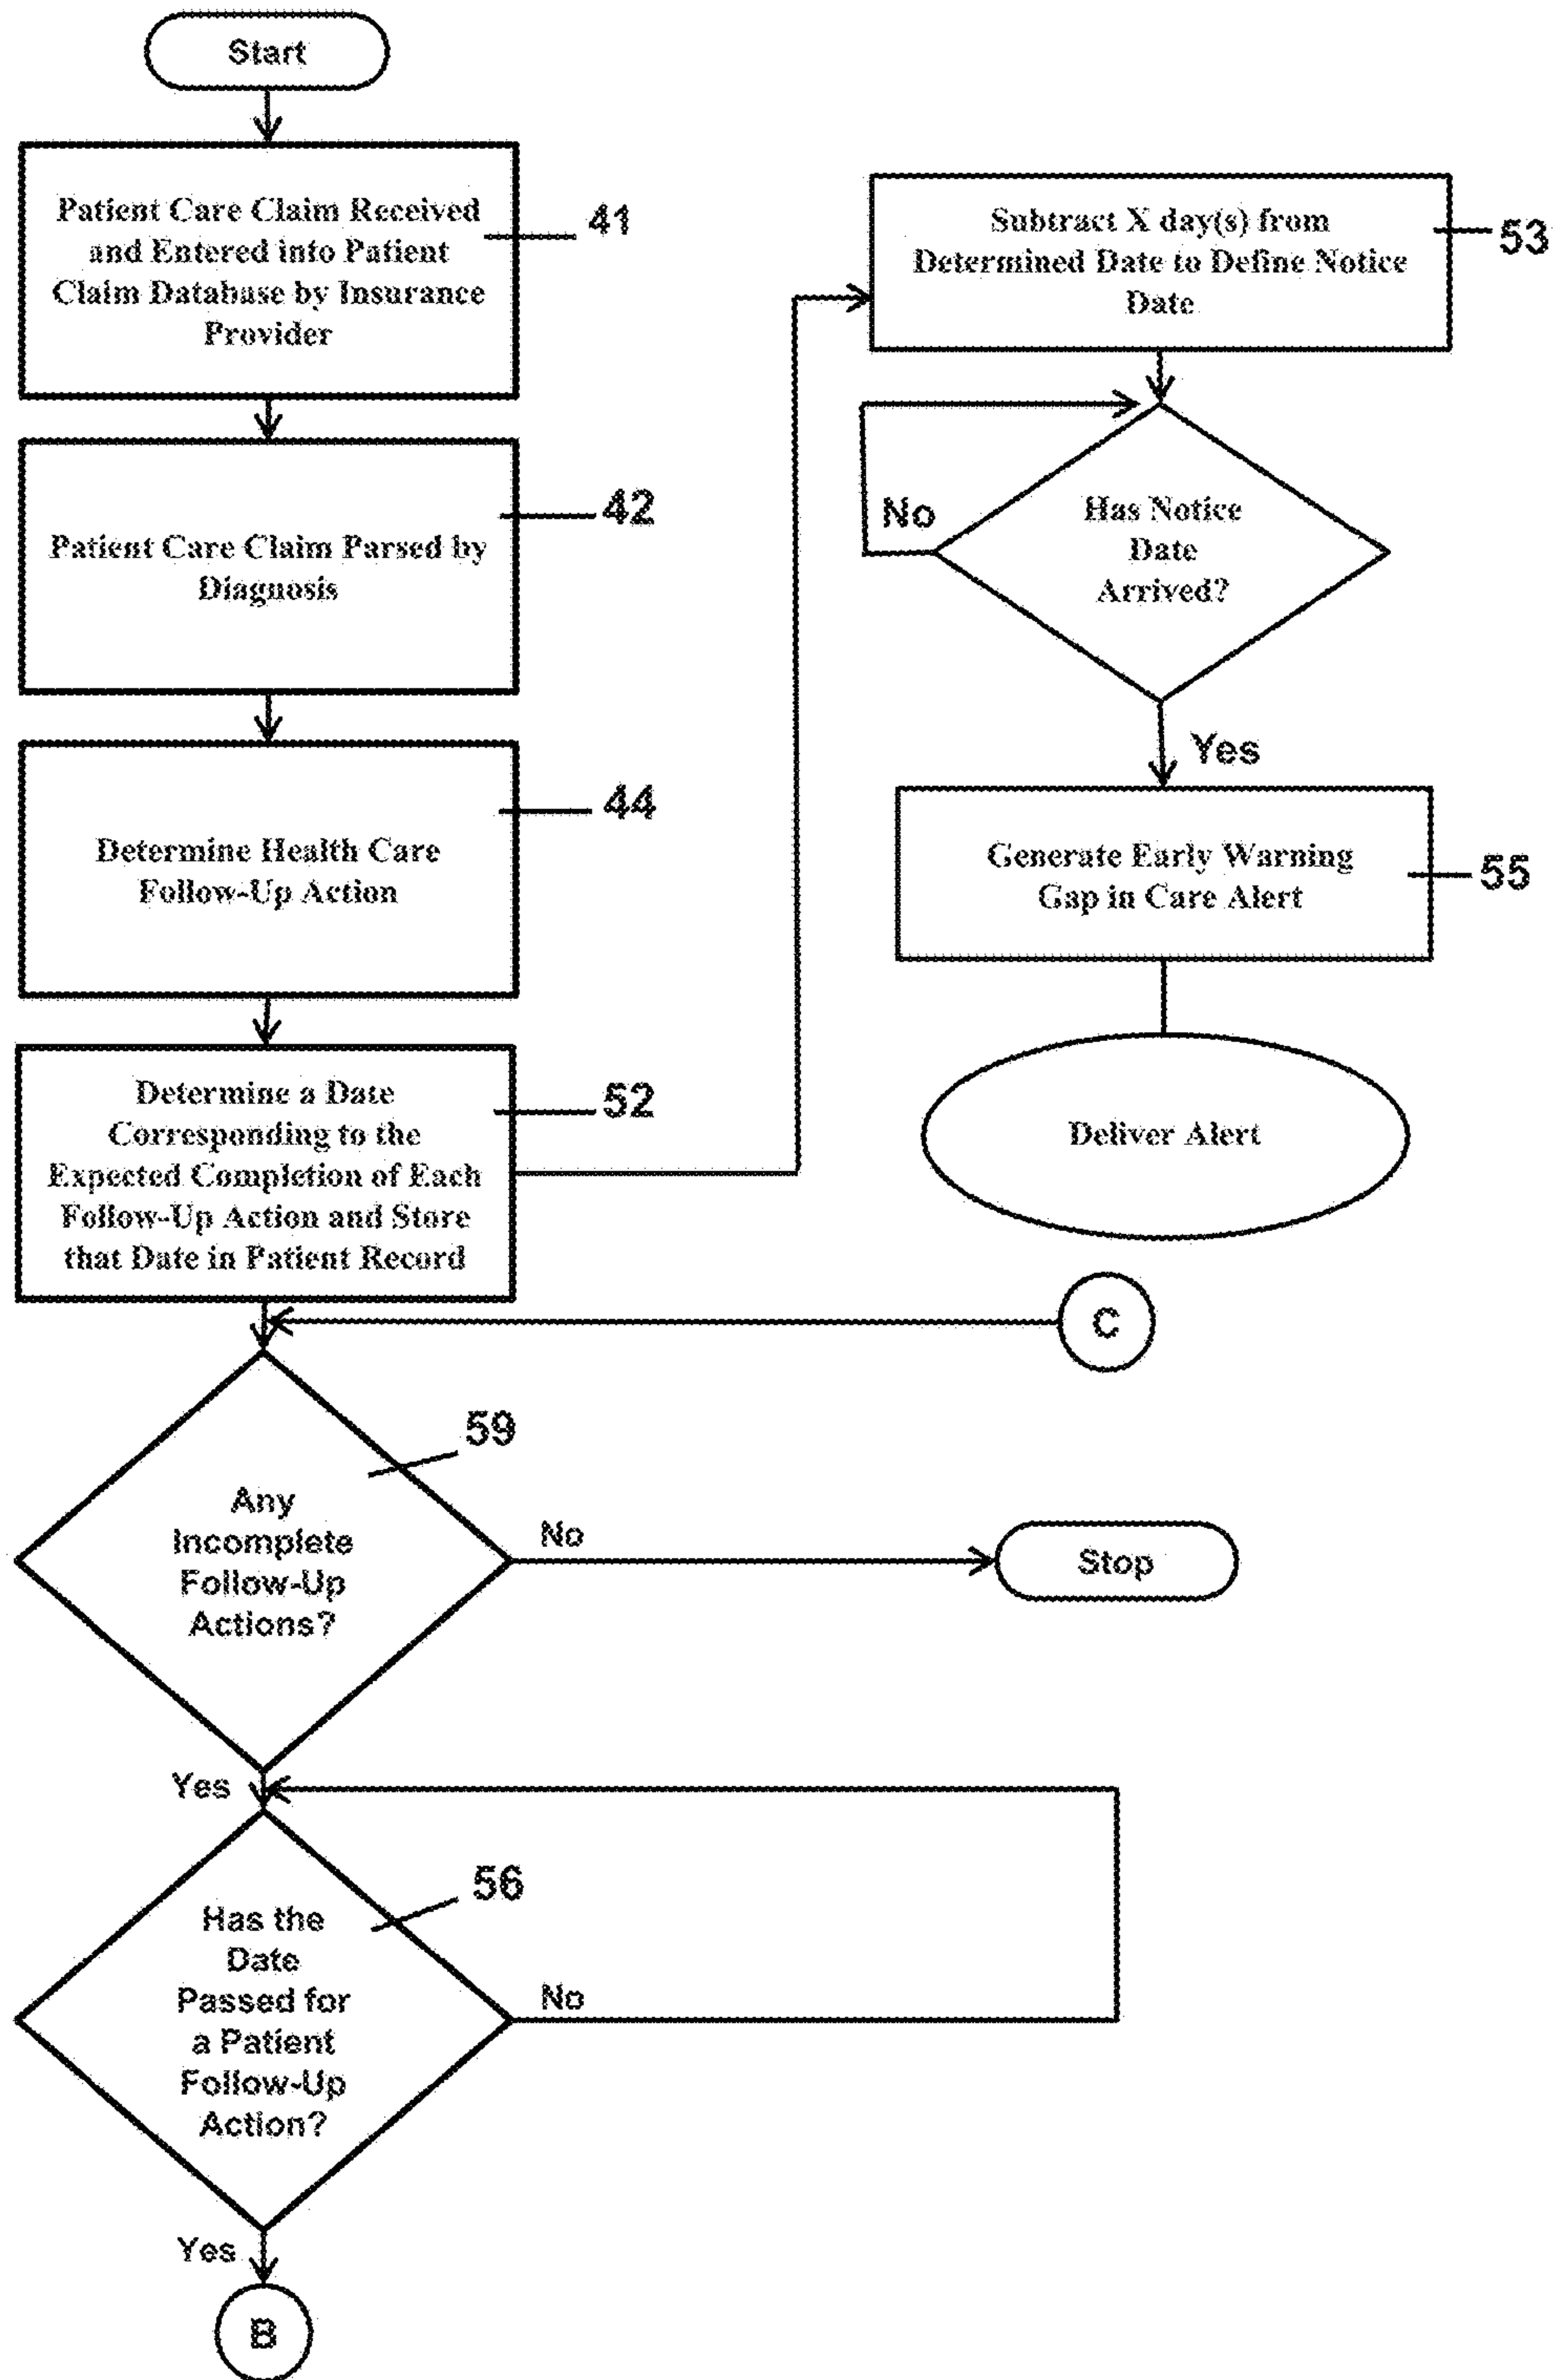 Start
Patient Care Claim Received
and Entered into Patient
Claim Database by Insurance
Provider
41
Patient Care Claim Parsed by
Diagnosis
42
Determine Health Care
Follow-Up Action
44
Determine a Date
Corresponding to the
Expected Completion of Each
Follow-Up Action and Store
that Date in Patient Record
52
Subtract X day(s) from
Determined Date to Define Notice
Date
53
Has Notice
Date
Arrived?
No
Yes
Generate Early Warning
Gap in Care Alert
55
Deliver Alert
C
Any
Incomplete
Follow-Up
Actions?
59
No
Stop
Yes
Has the
Date
Passed for
a Patient
Follow-Up
Action?
56
No
Yes
B